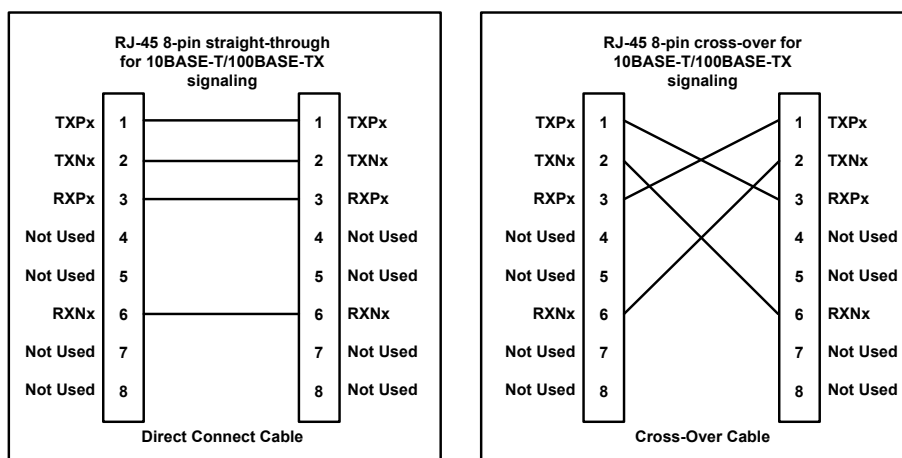 RJ-45 8-pin straight-through
for 10BASE-T/100BASE-TX
signaling
TXPx 1 1 TXPx
TXNx 2 2 TXNx
RXPx 3 3 RXPx
Not Used 4 4 Not Used
Not Used 5 5 Not Used
RXNx 6 6 RXNx
Not Used 7 7 Not Used
Not Used 8 8 Not Used
Direct Connect Cable
RJ-45 8-pin cross-over for
10BASE-T/100BASE-TX
signaling
TXPx 1 1 TXPx
TXNx 2 2 TXNx
RXPx 3 3 RXPx
Not Used 4 4 Not Used
Not Used 5 5 Not Used
RXNx 6 6 RXNx
Not Used 7 7 Not Used
Not Used 8 8 Not Used
Cross-Over Cable